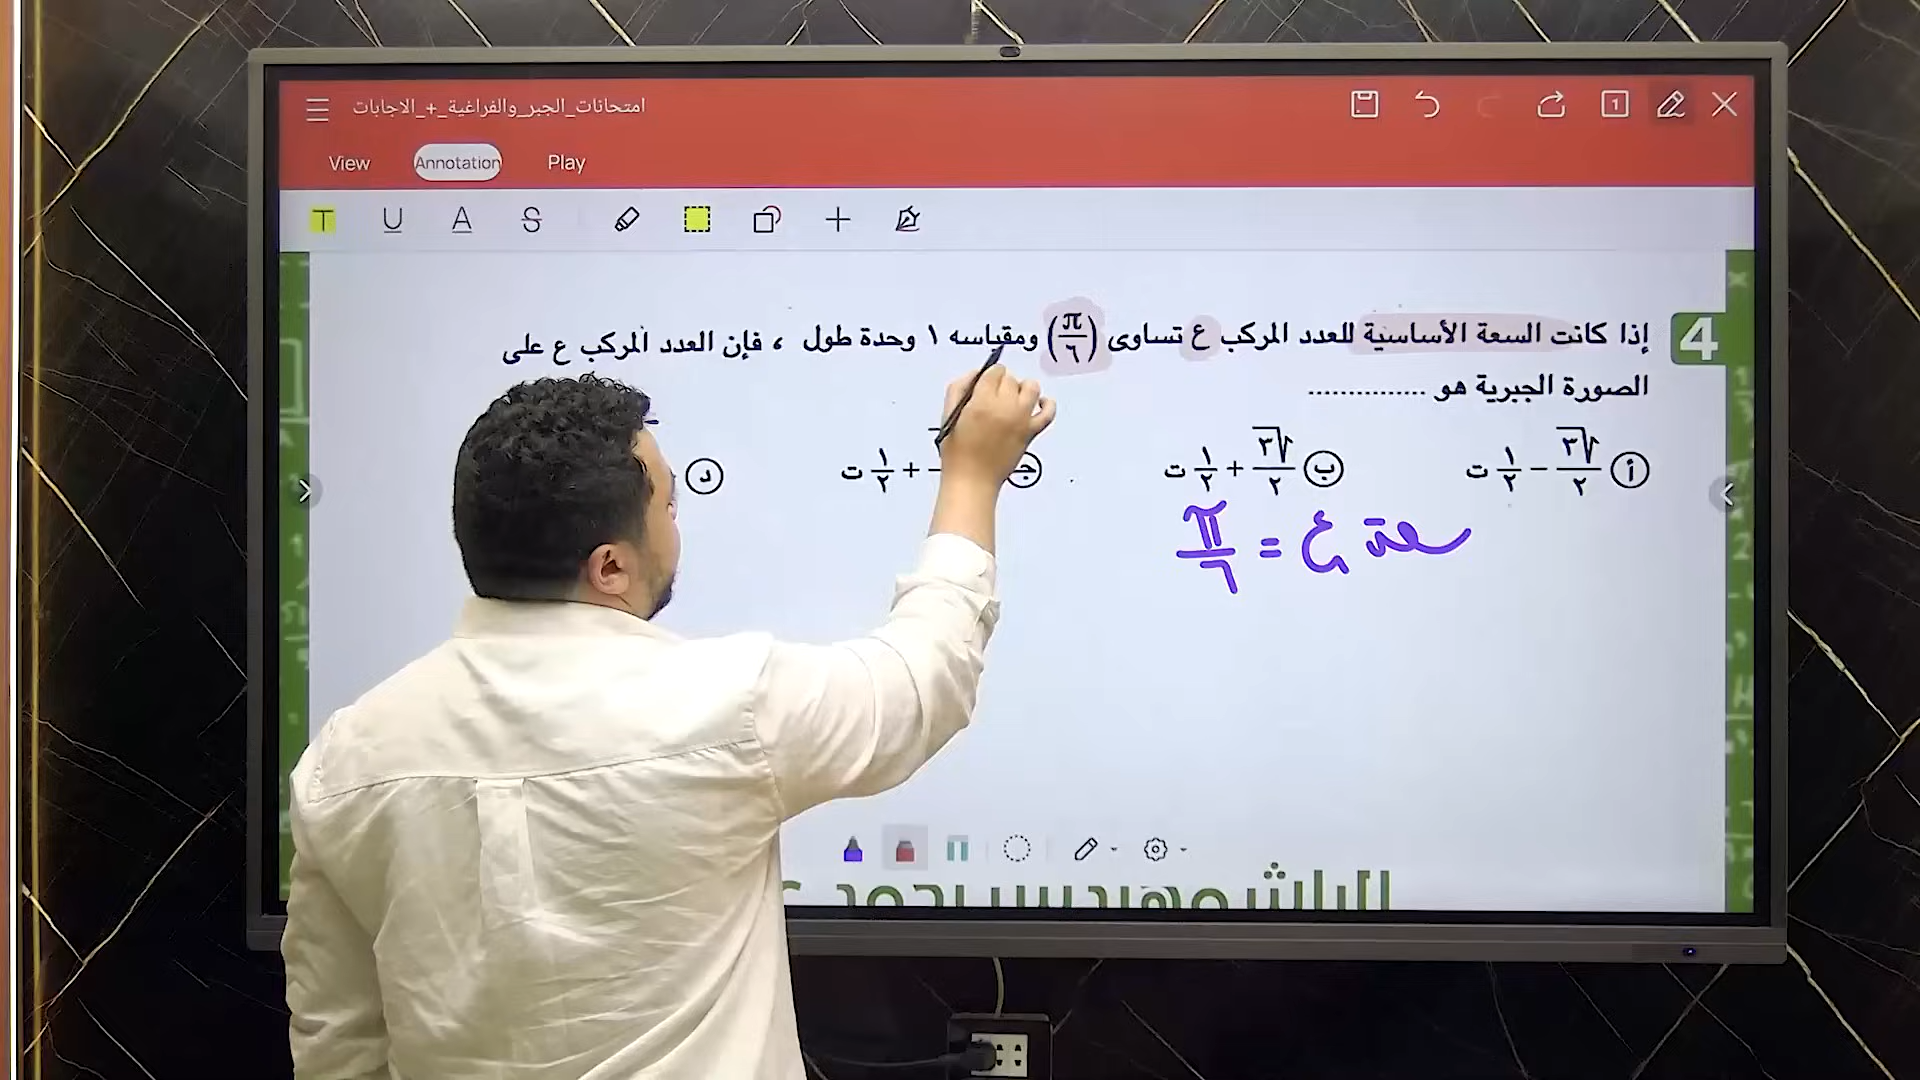 امتحانات_الجبر_والفراغية_+_الاجابات
View Annotation Play
T U A S
4 إذا كانت السعة الأساسية للعدد المركب ع تساوى (π/٦) ومقياسه ١ وحدة طول ، فإن العدد المركب ع على
الصورة الجبرية هو ...............
أ √٣/٢ − ١/٢ ت ب √٣/٢ + ١/٢ ت ج + ١/٢ ت د
سعة ع = π/٦